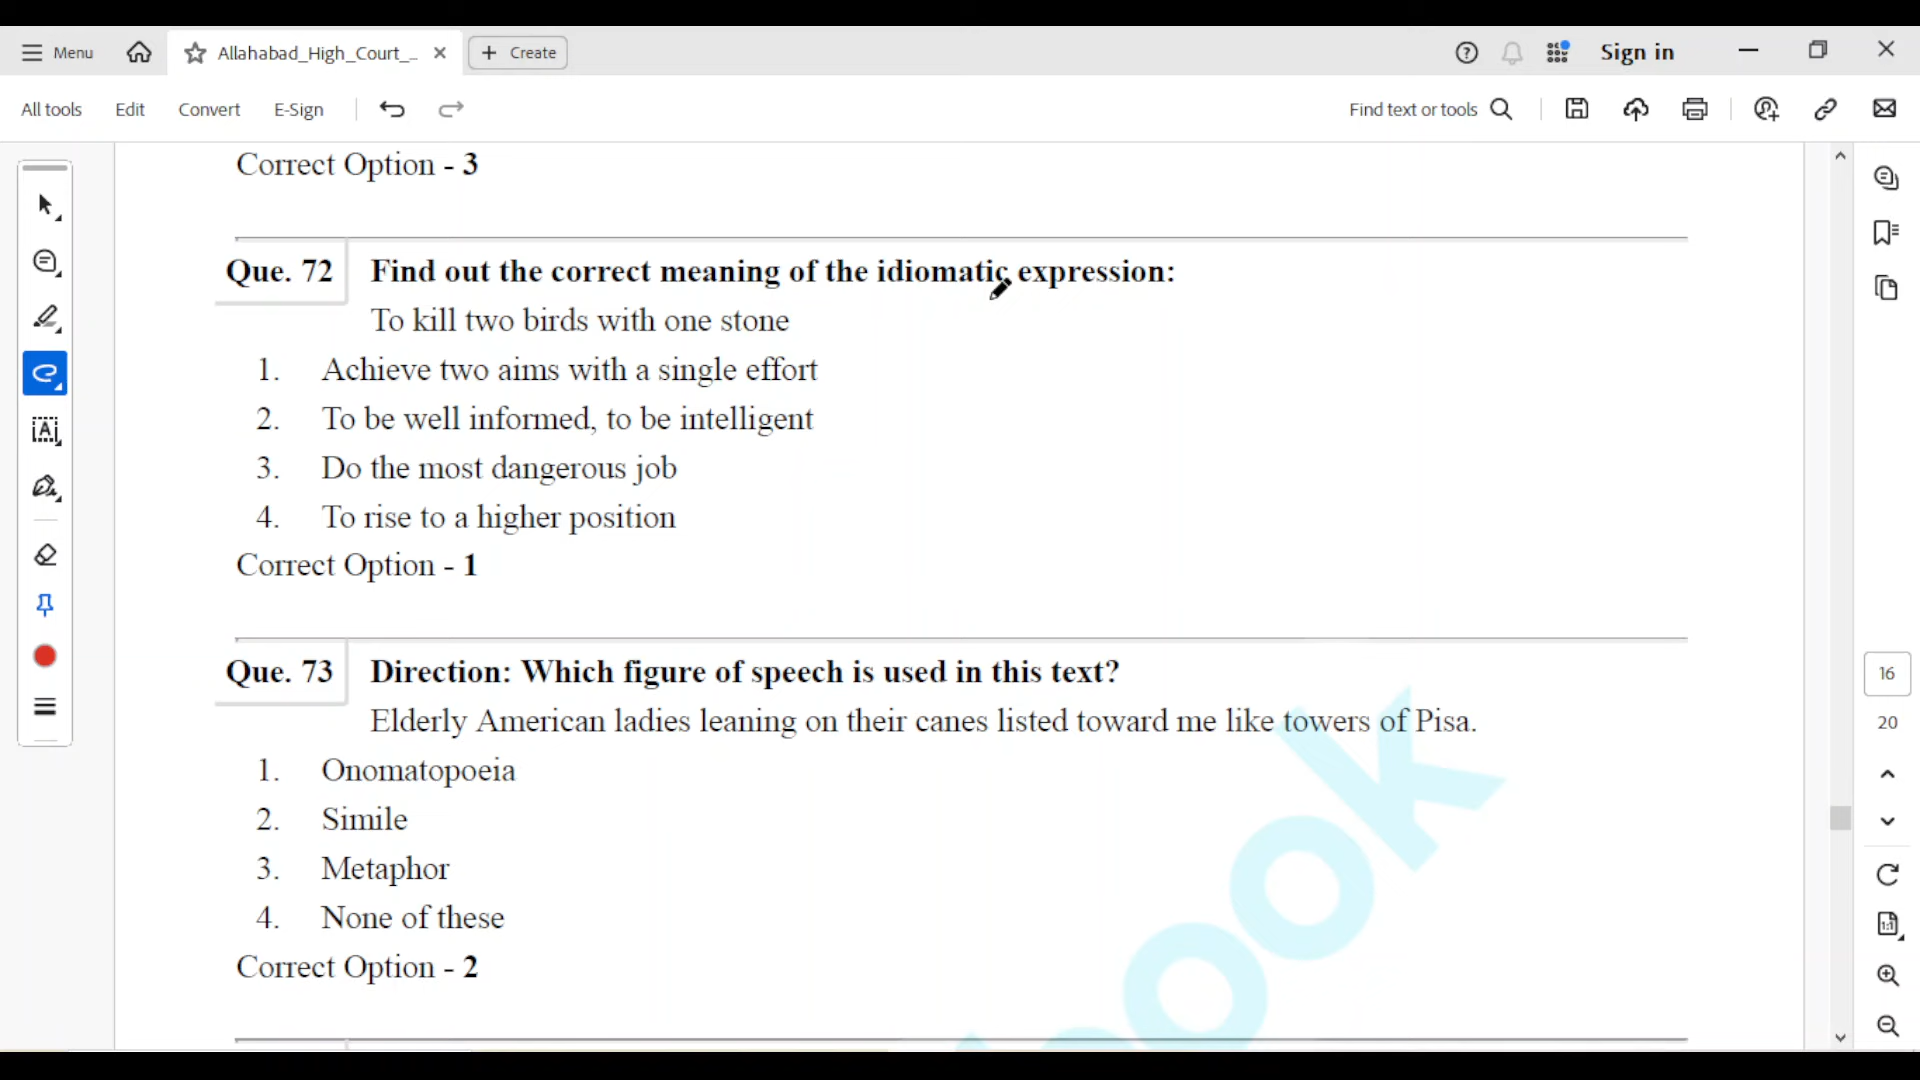 Menu
Allahabad_High_Court_...
Create
Sign in
All tools
Edit
Convert
E-Sign
Find text or tools
Correct Option - 3
Que. 72 Find out the correct meaning of the idiomatic expression:
To kill two birds with one stone
1. Achieve two aims with a single effort
2. To be well informed, to be intelligent
3. Do the most dangerous job
4. To rise to a higher position
Correct Option - 1
Que. 73 Direction: Which figure of speech is used in this text?
Elderly American ladies leaning on their canes listed toward me like towers of Pisa.
1. Onomatopoeia
2. Simile
3. Metaphor
4. None of these
Correct Option - 2
ook
16
20
1:1